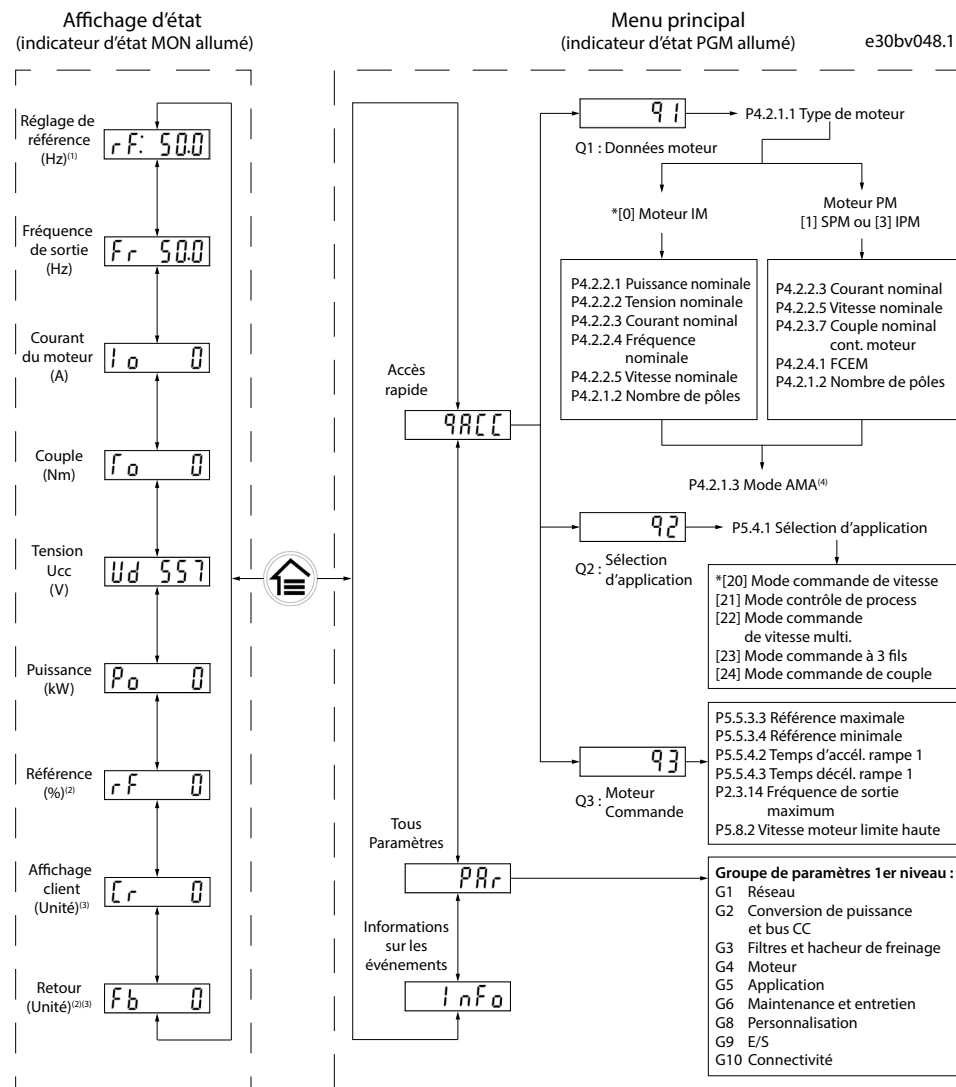 Affichage d'état
(indicateur d'état MON allumé)
Menu principal
(indicateur d'état PGM allumé)
e30bv048.1
Réglage de
référence
(Hz)(1)
rF: 50.0
Fréquence
de sortie
(Hz)
Fr 50.0
Courant
du moteur
(A)
Io 0
Couple
(Nm)
To 0
Tension
Ucc
(V)
Ud 557
Puissance
(kW)
Po 0
Référence
(%)(2)
rF 0
Affichage
client
(Unité)(3)
Cr 0
Retour
(Unité)(2)(3)
Fb 0
Accès
rapide
qACC
Tous
Paramètres
PAr
Informations
sur les
événements
InFo
q1
Q1 : Données moteur
P4.2.1.1 Type de moteur
*[0] Moteur IM
Moteur PM
[1] SPM ou [3] IPM
P4.2.2.1 Puissance nominale
P4.2.2.2 Tension nominale
P4.2.2.3 Courant nominal
P4.2.2.4 Fréquence
nominale
P4.2.2.5 Vitesse nominale
P4.2.1.2 Nombre de pôles
P4.2.2.3 Courant nominal
P4.2.2.5 Vitesse nominale
P4.2.3.7 Couple nominal
cont. moteur
P4.2.4.1 FCEM
P4.2.1.2 Nombre de pôles
P4.2.1.3 Mode AMA(4)
q2
Q2 : Sélection
d'application
P5.4.1 Sélection d'application
*[20] Mode commande de vitesse
[21] Mode contrôle de process
[22] Mode commande
de vitesse multi.
[23] Mode commande à 3 fils
[24] Mode commande de couple
q3
Q3 : Moteur
Commande
P5.5.3.3 Référence maximale
P5.5.3.4 Référence minimale
P5.5.4.2 Temps d'accél. rampe 1
P5.5.4.3 Temps décél. rampe 1
P2.3.14 Fréquence de sortie
maximum
P5.8.2 Vitesse moteur limite haute
Groupe de paramètres 1er niveau :
G1 Réseau
G2 Conversion de puissance
et bus CC
G3 Filtres et hacheur de freinage
G4 Moteur
G5 Application
G6 Maintenance et entretien
G8 Personnalisation
G9 E/S
G10 Connectivité